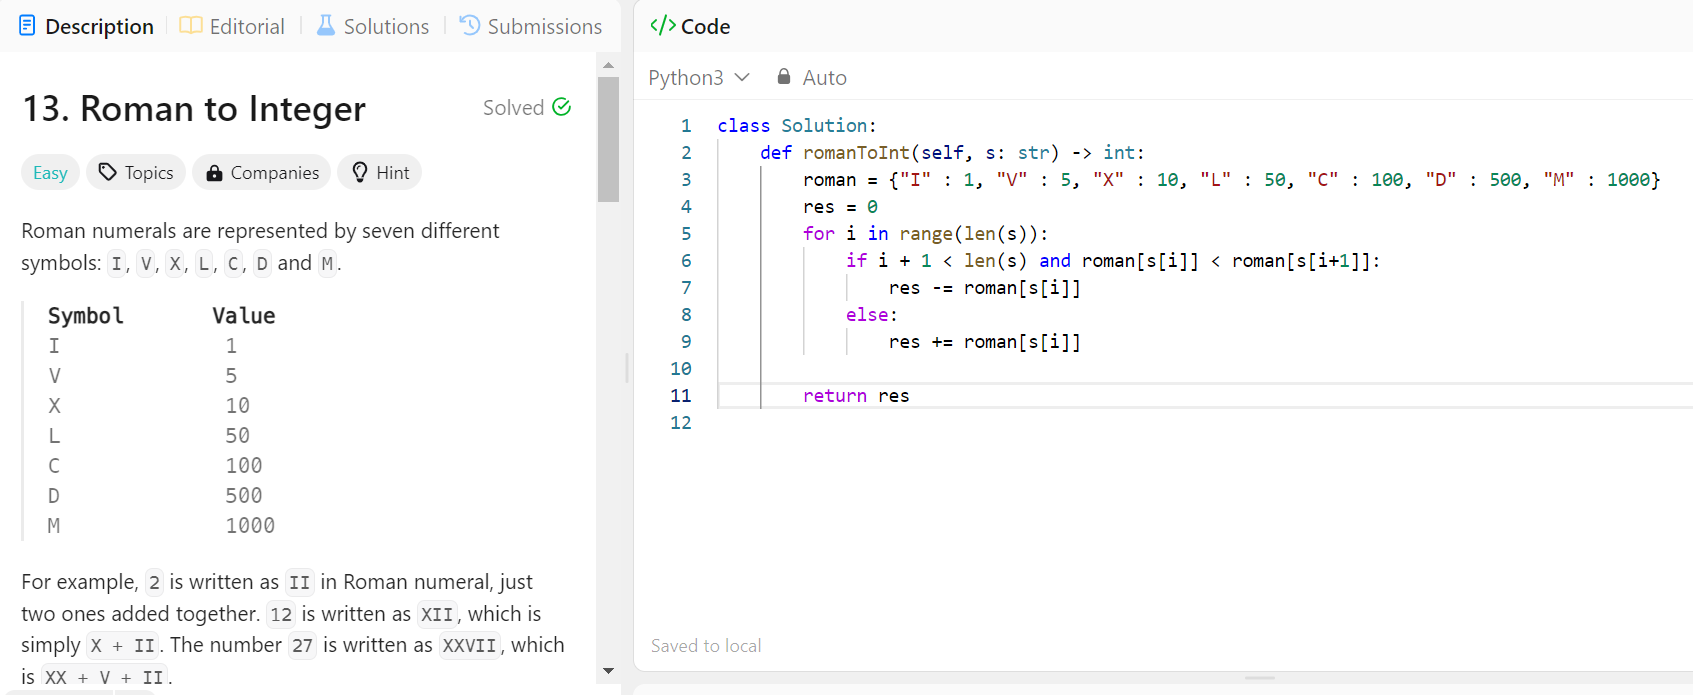 Description
Editorial
Solutions
Submissions
13. Roman to Integer
Solved
Easy
Topics
Companies
Hint
Roman numerals are represented by seven different
symbols: I, V, X, L, C, D and M.
Symbol Value
I 1
V 5
X 10
L 50
C 100
D 500
M 1000
For example, 2 is written as II in Roman numeral, just
two ones added together. 12 is written as XII, which is
simply X + II. The number 27 is written as XXVII, which
is XX + V + II.
</> Code
Python3
Auto
1 class Solution:
2     def romanToInt(self, s: str) -> int:
3         roman = {"I" : 1, "V" : 5, "X" : 10, "L" : 50, "C" : 100, "D" : 500, "M" : 1000}
4         res = 0
5         for i in range(len(s)):
6             if i + 1 < len(s) and roman[s[i]] < roman[s[i+1]]:
7                 res -= roman[s[i]]
8             else:
9                 res += roman[s[i]]
10
11         return res
12
Saved to local